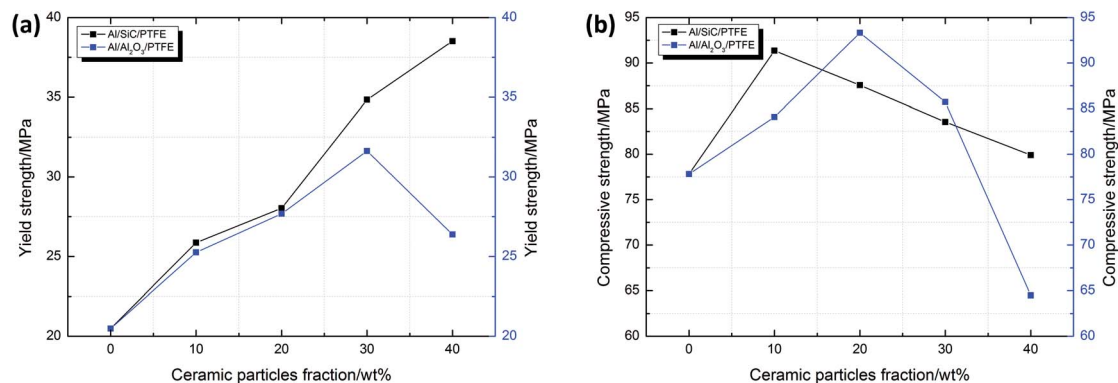 (a)
Al/SiC/PTFE
Al/Al₂O₃/PTFE
Yield strength/MPa
40
35
30
25
20
0 10 20 30 40
Ceramic particles fraction/wt%
40
35
30
25
20
Yield strength/MPa
(b)
Al/SiC/PTFE
Al/Al₂O₃/PTFE
Compressive strength/MPa
95
90
85
80
75
70
65
60
0 10 20 30 40
Ceramic particles fraction/wt%
95
90
85
80
75
70
65
60
Compressive strength/MPa